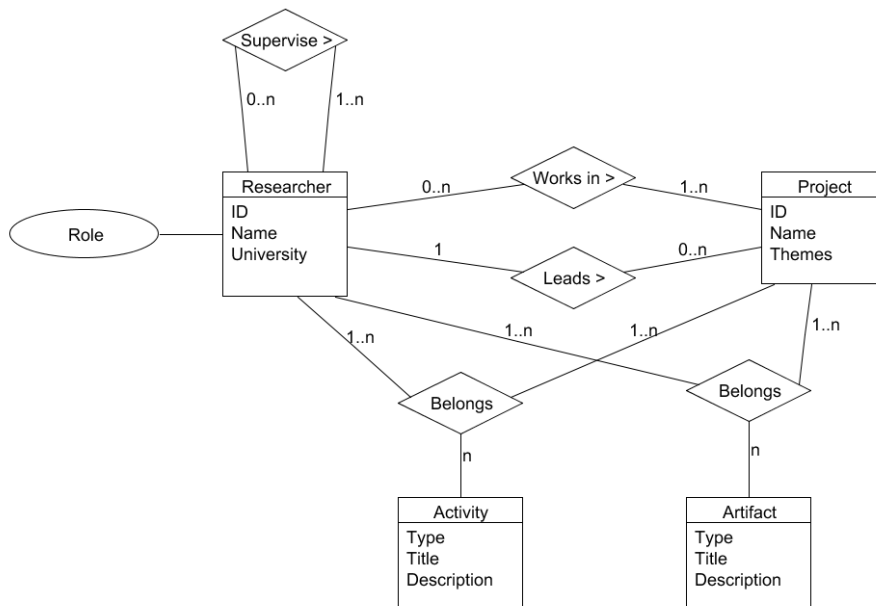 Supervise >
0..n
1..n
Researcher
ID
Name
University
Role
0..n
Works in >
1..n
1
Leads >
0..n
Project
ID
Name
Themes
1..n
1..n
1..n
1..n
Belongs
Belongs
n
n
Activity
Type
Title
Description
Artifact
Type
Title
Description